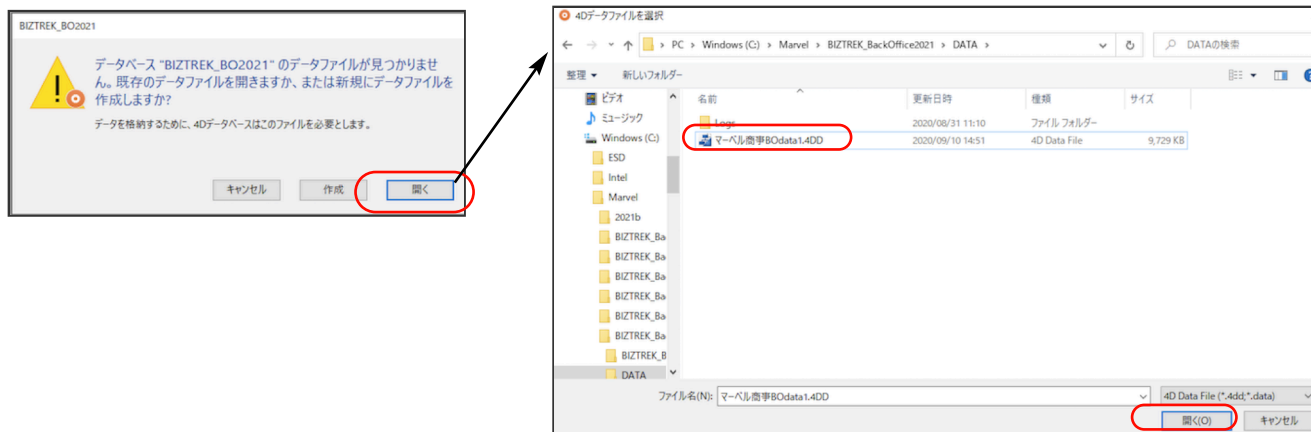 BIZTREK_BO2021
データベース "BIZTREK_BO2021" のデータファイルが見つかりませ
ん。既存のデータファイルを開きますか、または新規にデータファイルを
作成しますか?
データを格納するために、4Dデータベースはこのファイルを必要とします。
キャンセル 作成 開く
4Dデータファイルを選択
PC > Windows (C:) > Marvel > BIZTREK_BackOffice2021 > DATA >
DATAの検索
整理 新しいフォルダー
名前 更新日時 種類 サイズ
ビデオ
ミュージック
Windows (C:)
ESD
Intel
Marvel
2021b
BIZTREK_Ba
BIZTREK_Ba
BIZTREK_Ba
BIZTREK_Ba
BIZTREK_Ba
BIZTREK_Ba
BIZTREK_B
DATA
Logs 2020/08/31 11:10 ファイル フォルダー
マーベル商事BOdata1.4DD 2020/09/10 14:51 4D Data File 9,729 KB
ファイル名(N): マーベル商事BOdata1.4DD 4D Data File (*.4dd;*.data)
開く(O) キャンセル